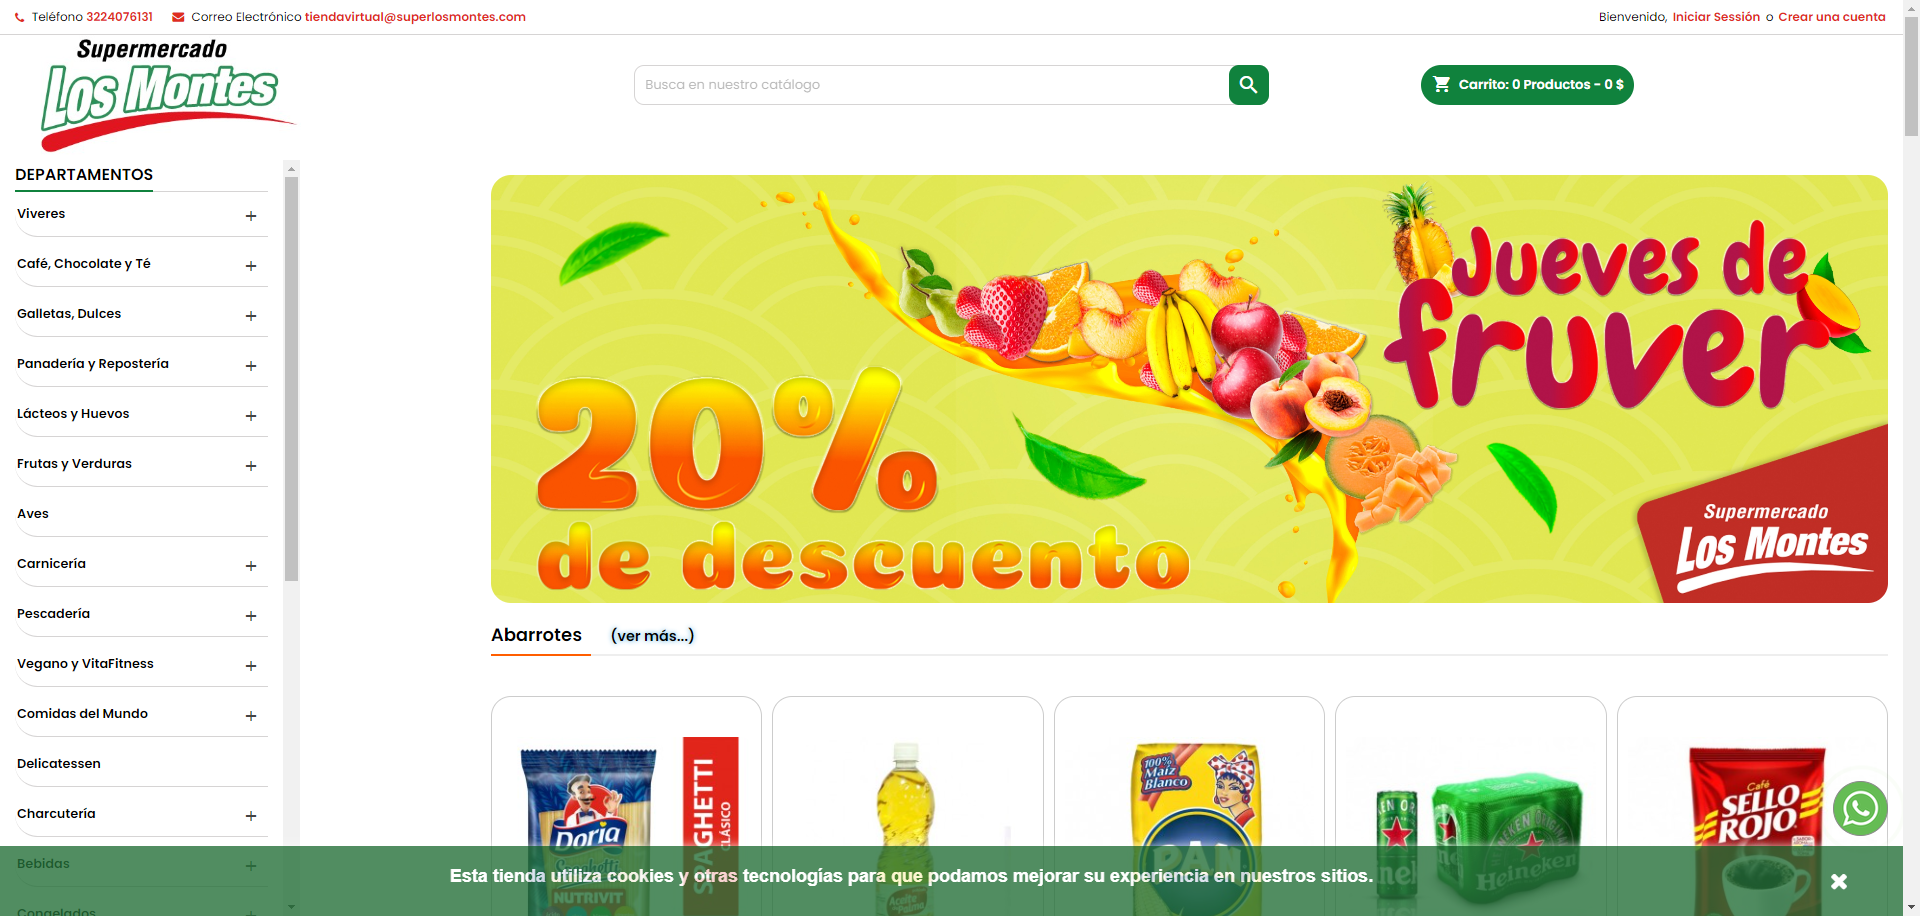 Teléfono 3224076131 Correo Electrónico tiendavirtual@superlosmontes.com
Bienvenido, Iniciar Sessión o Crear una cuenta
Supermercado
Los Montes
Busca en nuestro catálogo
Carrito: 0 Productos - 0 $
DEPARTAMENTOS
Viveres
Café, Chocolate y Té
Galletas, Dulces
Panadería y Repostería
Lácteos y Huevos
Frutas y Verduras
Aves
Carnicería
Pescadería
Vegano y VitaFitness
Comidas del Mundo
Delicatessen
Charcutería
Bebidas
Congelados
Jueves de
fruver
20%
de descuento
Supermercado
Los Montes
Abarrotes (ver más...)
Doria
Spaghetti
NUTRIVIT
SPAGHETTI
CLÁSICO
Aceite
de Palma
100%
Maíz
Blanco
PAN
Heineken
Café
SELLO
ROJO
Esta tienda utiliza cookies y otras tecnologías para que podamos mejorar su experiencia en nuestros sitios.